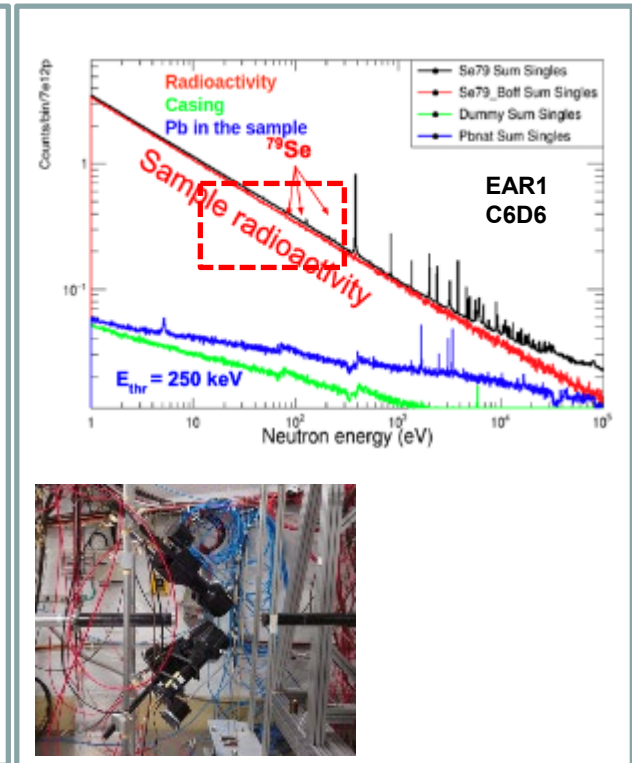 Counts/bin/7e12p
Radioactivity
Casing
Pb in the sample
⁷⁹Se
Sample radioactivity
Se79 Sum Singles
Se79_Boff Sum Singles
Dummy Sum Singles
Pbnat Sum Singles
EAR1
C6D6
1
10⁻¹
E_thr = 250 keV
1 10 10² 10³ 10⁴ 10⁵
Neutron energy (eV)